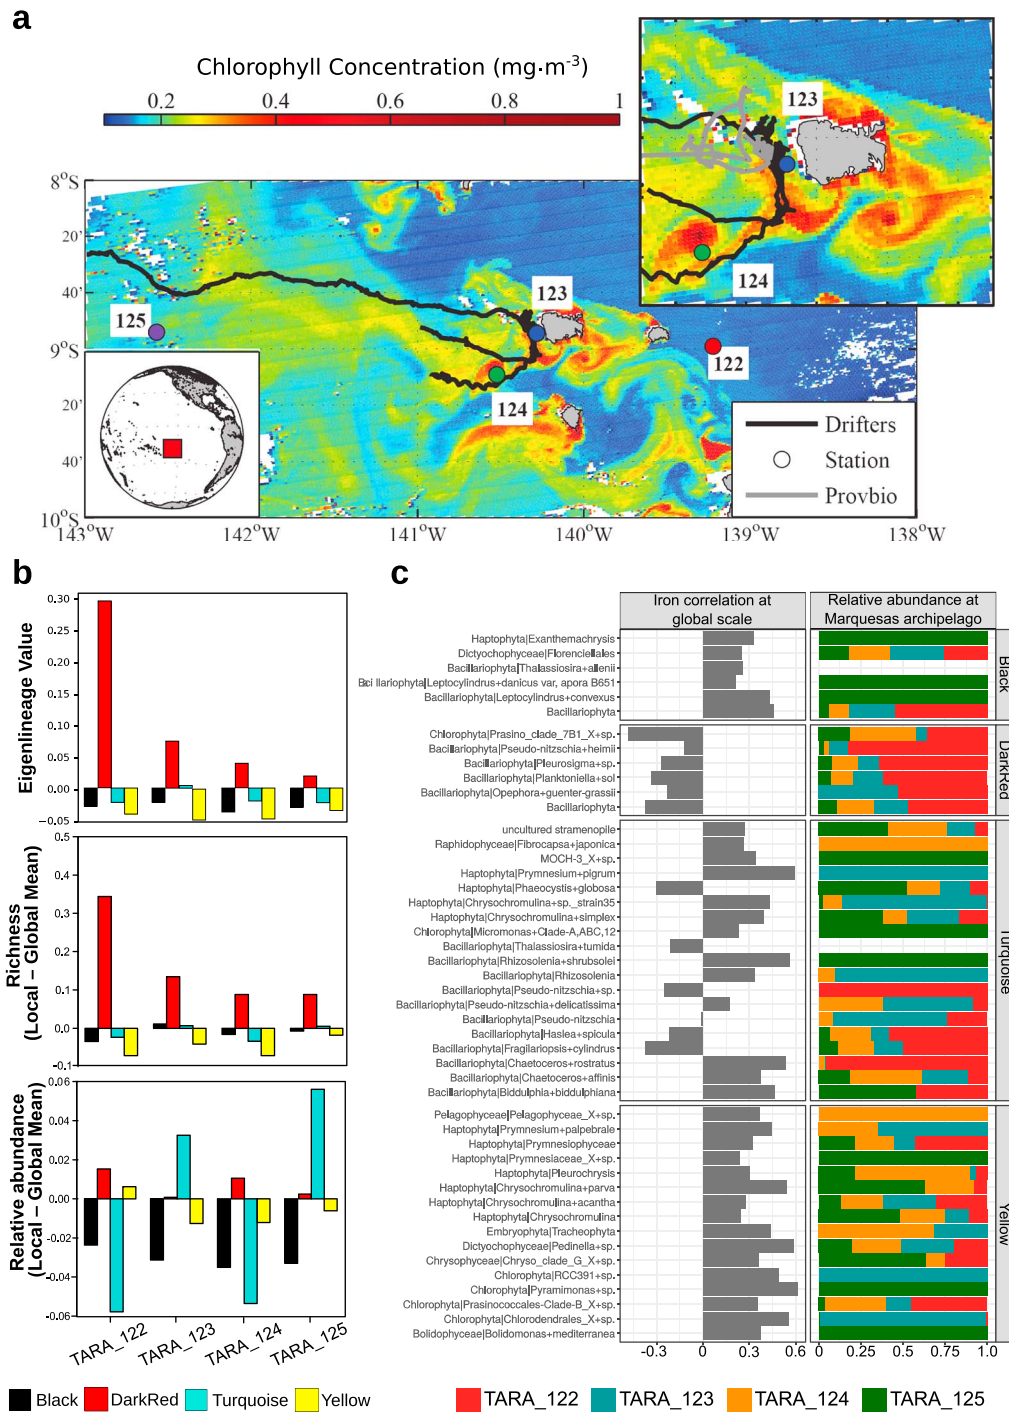 a
Chlorophyll Concentration (mg·m-3)
0.2 0.4 0.6 0.8 1
123
124
8°S
20'
40'
9°S
20'
40'
10°S
125
123
122
124
Drifters
Station
Provbio
143°W 142°W 141°W 140°W 139°W 138°W
b
Eigenlineage Value
0.30
0.25
0.20
0.15
0.10
0.05
0.00
−0.05
Richness
(Local – Global Mean)
0.5
0.4
0.3
0.2
0.1
0.0
-0.1
Relative abundance
(Local – Global Mean)
0.06
0.04
0.02
0.00
-0.02
-0.04
-0.06
TARA_122 TARA_123 TARA_124 TARA_125
Black DarkRed Turquoise Yellow
c
Iron correlation at
global scale
Relative abundance at
Marquesas archipelago
Haptophyta|Exanthemachrysis
Dictyochophyceae|Florenciellales
Bacillariophyta|Thalassiosira+allenii
Bacillariophyta|Leptocylindrus+danicus var, apora B651
Bacillariophyta|Leptocylindrus+convexus
Bacillariophyta
Black
Chlorophyta|Prasino_clade_7B1_X+sp.
Bacillariophyta|Pseudo-nitzschia+heimii
Bacillariophyta|Pleurosigma+sp.
Bacillariophyta|Planktoniella+sol
Bacillariophyta|Opephora+guenter-grassii
Bacillariophyta
DarkRed
uncultured stramenopile
Raphidophyceae|Fibrocapsa+japonica
MOCH-3_X+sp.
Haptophyta|Prymnesium+pigrum
Haptophyta|Phaeocystis+globosa
Haptophyta|Chrysochromulina+sp._strain35
Haptophyta|Chrysochromulina+simplex
Chlorophyta|Micromonas+Clade-A,ABC,12
Bacillariophyta|Thalassiosira+tumida
Bacillariophyta|Rhizosolenia+shrubsolei
Bacillariophyta|Rhizosolenia
Bacillariophyta|Pseudo-nitzschia+sp.
Bacillariophyta|Pseudo-nitzschia+delicatissima
Bacillariophyta|Pseudo-nitzschia
Bacillariophyta|Haslea+spicula
Bacillariophyta|Fragilariopsis+cylindrus
Bacillariophyta|Chaetoceros+rostratus
Bacillariophyta|Chaetoceros+affinis
Bacillariophyta|Biddulphia+biddulphiana
Turquoise
Pelagophyceae|Pelagophyceae_X+sp.
Haptophyta|Prymnesium+palpebrale
Haptophyta|Prymnesiophyceae
Haptophyta|Prymnesiaceae_X+sp.
Haptophyta|Pleurochrysis
Haptophyta|Chrysochromulina+parva
Haptophyta|Chrysochromulina+acantha
Haptophyta|Chrysochromulina
Embryophyta|Tracheophyta
Dictyochophyceae|Pedinella+sp.
Chrysophyceae|Chryso_clade_G_X+sp.
Chlorophyta|RCC391+sp.
Chlorophyta|Pyramimonas+sp.
Chlorophyta|Prasinococcales-Clade-B_X+sp.
Chlorophyta|Chlorodendrales_X+sp.
Bolidophyceae|Bolidomonas+mediterranea
Yellow
-0.3 0 0.3 0.6
0 0.25 0.5 0.75 1.0
TARA_122 TARA_123 TARA_124 TARA_125